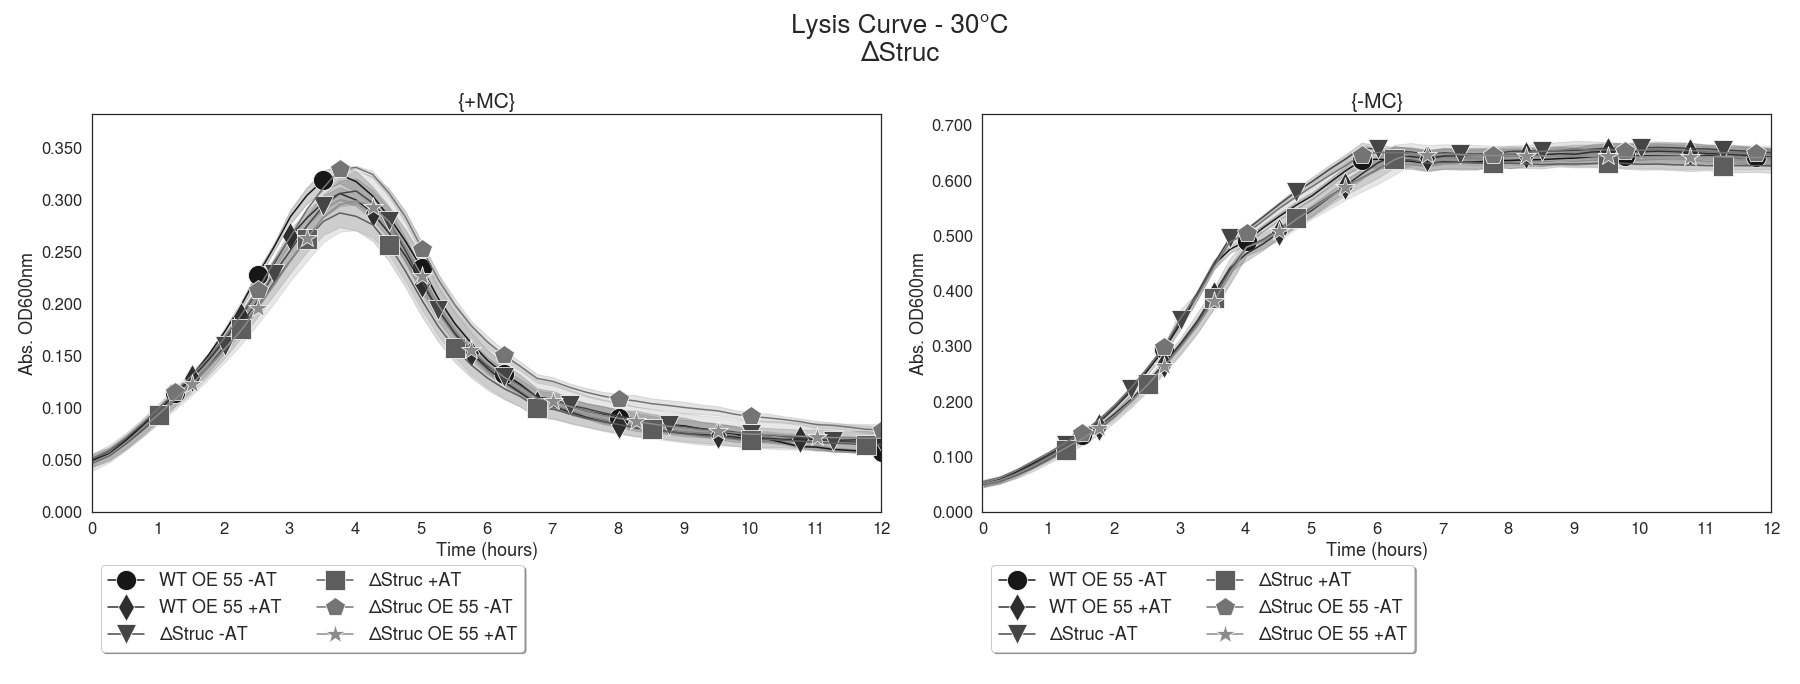 Lysis Curve - 30°C
ΔStruc
{+MC}
Abs. OD600nm
0.350
0.300
0.250
0.200
0.150
0.100
0.050
0.000
0 1 2 3 4 5 6 7 8 9 10 11 12
Time (hours)
WT OE 55 -AT
WT OE 55 +AT
ΔStruc -AT
ΔStruc +AT
ΔStruc OE 55 -AT
ΔStruc OE 55 +AT
{-MC}
Abs. OD600nm
0.700
0.600
0.500
0.400
0.300
0.200
0.100
0.000
0 1 2 3 4 5 6 7 8 9 10 11 12
Time (hours)
WT OE 55 -AT
WT OE 55 +AT
ΔStruc -AT
ΔStruc +AT
ΔStruc OE 55 -AT
ΔStruc OE 55 +AT